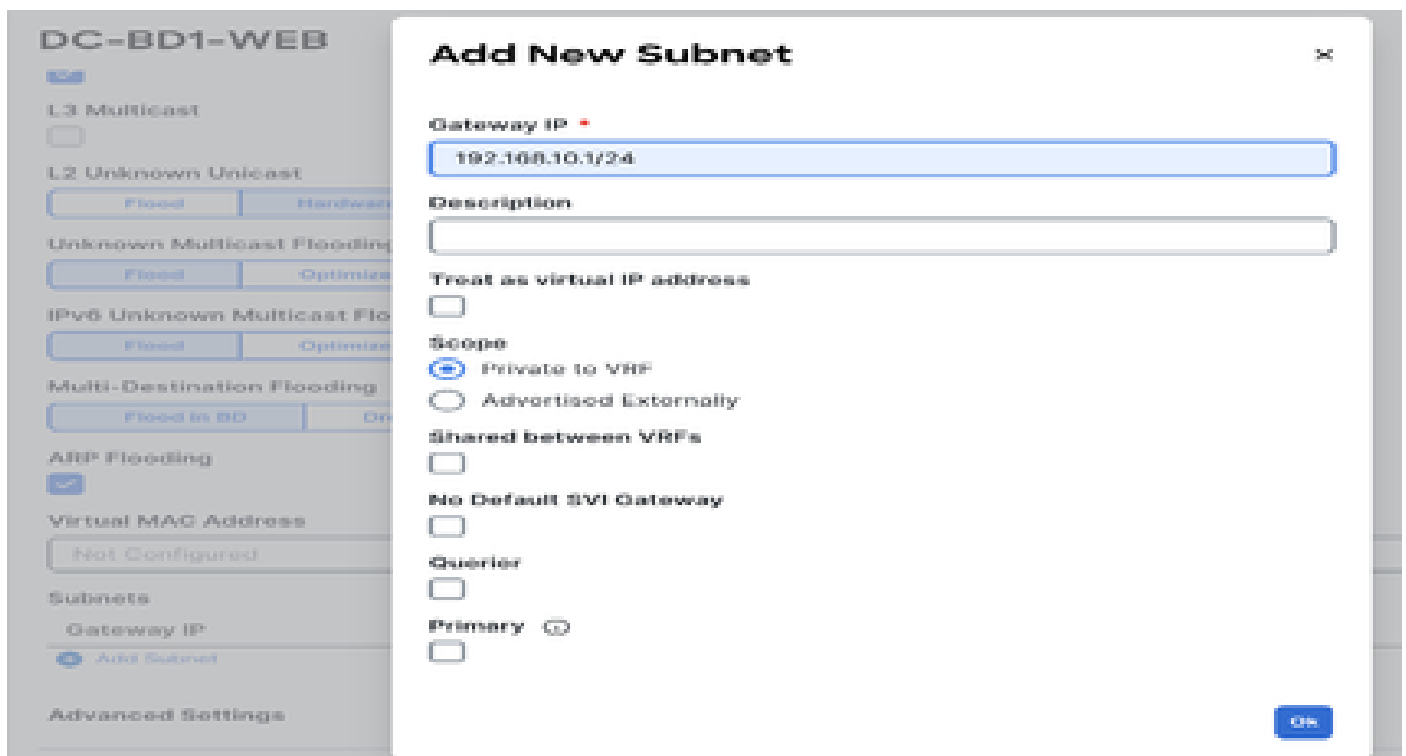 DC-BD1-WEB
L3 Multicast
L2 Unknown Unicast
Flood Hardware
Unknown Multicast Flooding
Flood Optimize
IPv6 Unknown Multicast Flo
Flood Optimize
Multi-Destination Flooding
Flood in BD
ARP Flooding
Virtual MAC Address
Not Configured
Subnets
Gateway IP
Add Subnet
Advanced Settings
Add New Subnet
Gateway IP *
192.168.10.1/24
Description
Treat as virtual IP address
Scope
Private to VRF
Advertised Externally
Shared between VRFs
No Default SVI Gateway
Querier
Primary
Ok